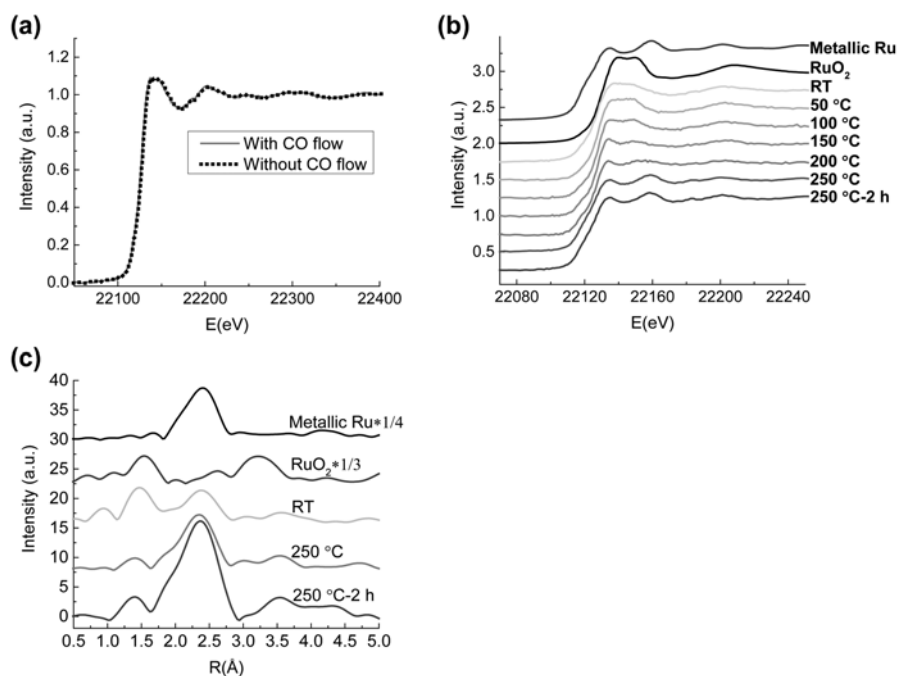 (a)
1.2
1.0
0.8
0.6
0.4
0.2
0.0
Intensity (a.u.)
With CO flow
Without CO flow
22100 22200 22300 22400
E(eV)
(b)
3.0
2.5
2.0
1.5
1.0
0.5
Intensity (a.u.)
Metallic Ru
RuO₂
RT
50 °C
100 °C
150 °C
200 °C
250 °C
250 °C-2 h
22080 22120 22160 22200 22240
E(eV)
(c)
40
35
30
25
20
15
10
5
0
Intensity (a.u.)
Metallic Ru*1/4
RuO₂*1/3
RT
250 °C
250 °C-2 h
0.5 1.0 1.5 2.0 2.5 3.0 3.5 4.0 4.5 5.0
R(Å)